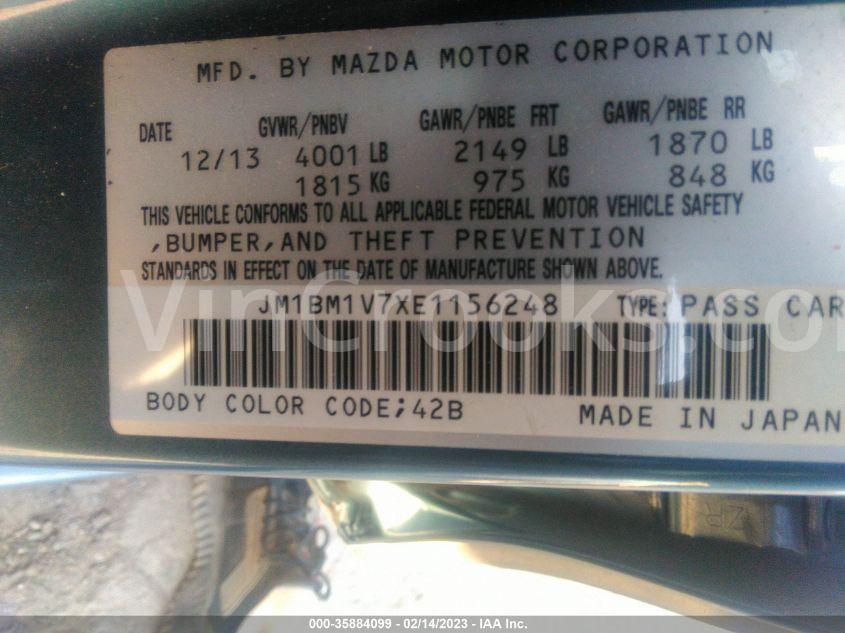 MFD. BY MAZDA MOTOR CORPORATION
DATE GVWR/PNBV GAWR/PNBE FRT GAWR/PNBE RR
12/13 4001 LB 2149 LB 1870 LB
1815 KG 975 KG 848 KG
THIS VEHICLE CONFORMS TO ALL APPLICABLE FEDERAL MOTOR VEHICLE SAFETY
,BUMPER,AND THEFT PREVENTION
STANDARDS IN EFFECT ON THE DATE OF MANUFACTURE SHOWN ABOVE.
JM1BM1V7XE1156248 TYPE: PASS CAR
VinCrooks.co
BODY COLOR CODE;42B MADE IN JAPAN
ZR
000-35884099 - 02/14/2023 - IAA Inc.